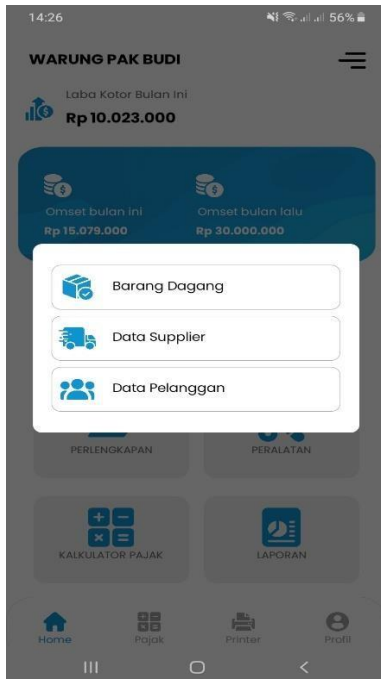 14:26
56%
WARUNG PAK BUDI
Laba Kotor Bulan Ini
Rp 10.023.000
Omset bulan ini
Omset bulan lalu
Rp 15.079.000
Rp 30.000.000
Barang Dagang
Data Supplier
Data Pelanggan
PERLENGKAPAN
PERALATAN
KALKULATOR PAJAK
LAPORAN
Home
Pajak
Printer
Profil